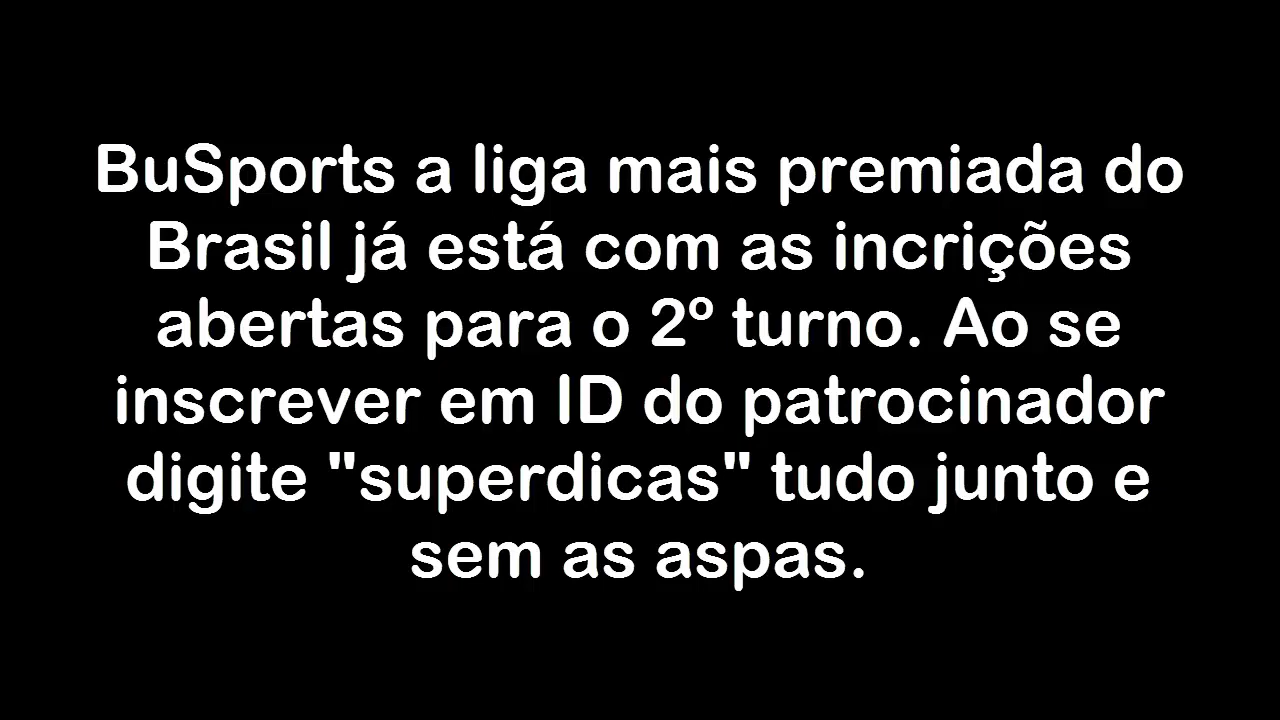 BuSports a liga mais premiada do
Brasil já está com as incrições
abertas para o 2º turno. Ao se
inscrever em ID do patrocinador
digite "superdicas" tudo junto e
sem as aspas.